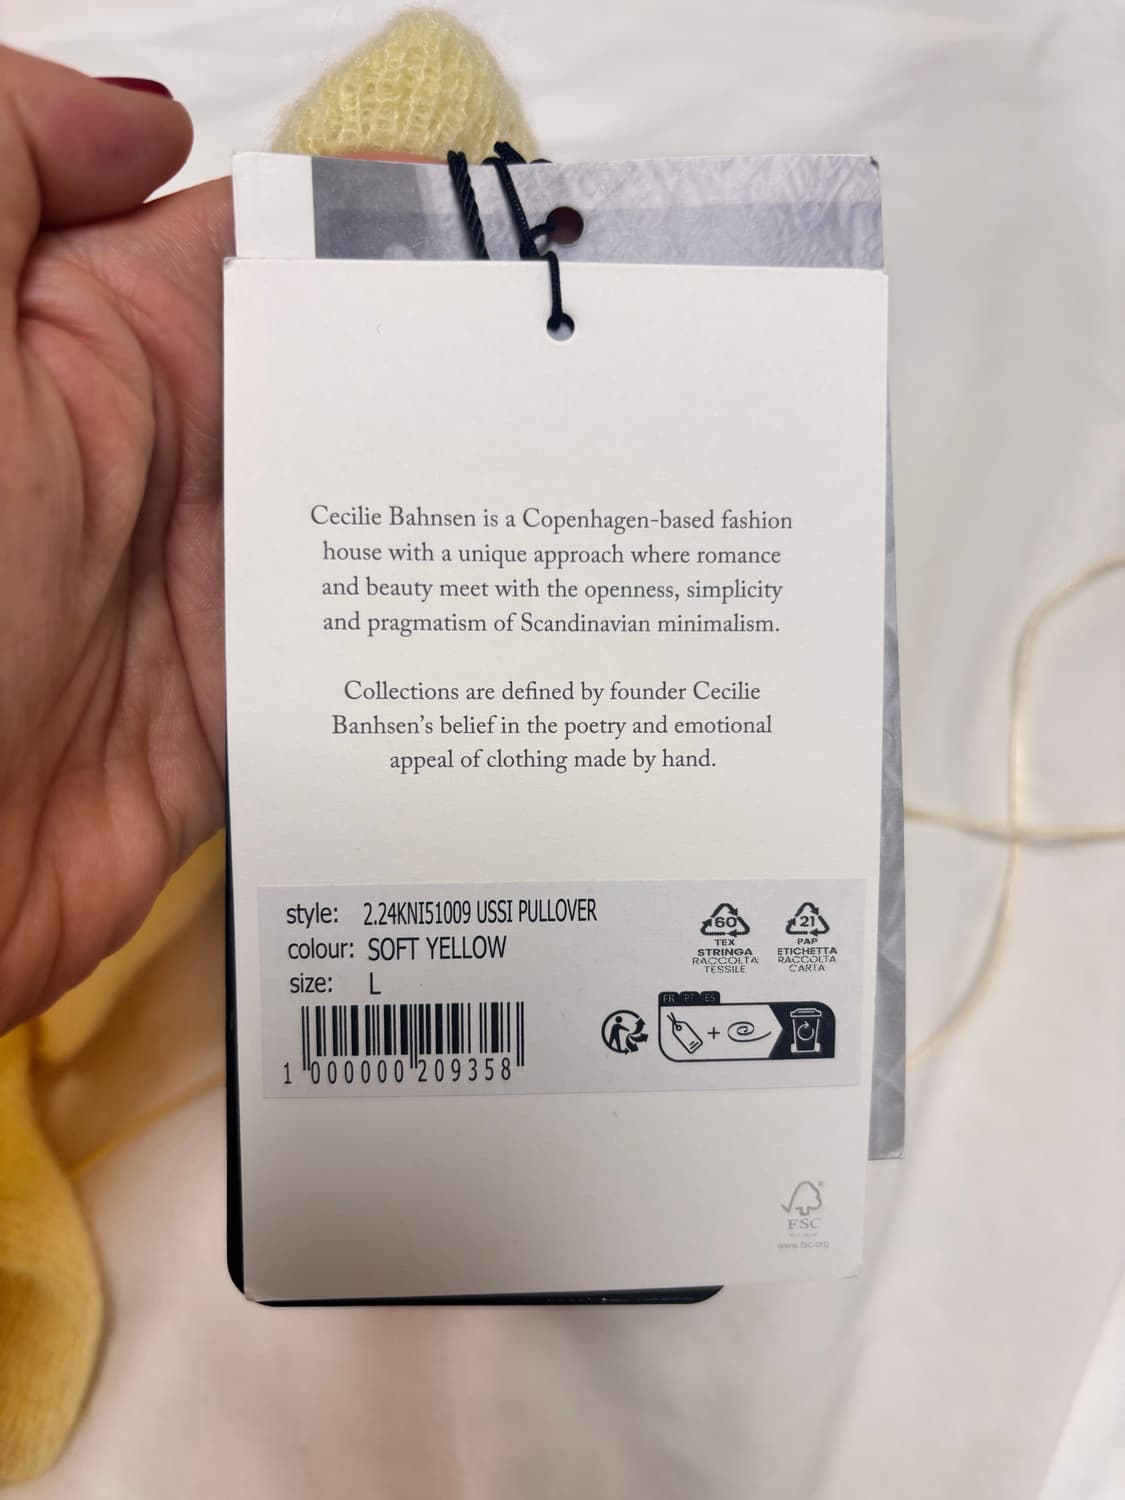 Cecilie Bahnsen is a Copenhagen-based fashion
house with a unique approach where romance
and beauty meet with the openness, simplicity
and pragmatism of Scandinavian minimalism.
Collections are defined by founder Cecilie
Banhsen's belief in the poetry and emotional
appeal of clothing made by hand.
style: 2.24KNI51009 USSI PULLOVER
colour: SOFT YELLOW
size: L
1 000000 209358
60
TEX
STRINGA
RACCOLTA
TESSILE
21
PAP
ETICHETTA
RACCOLTA
CARTA
FR PT ES
+
FSC
www.fsc.org